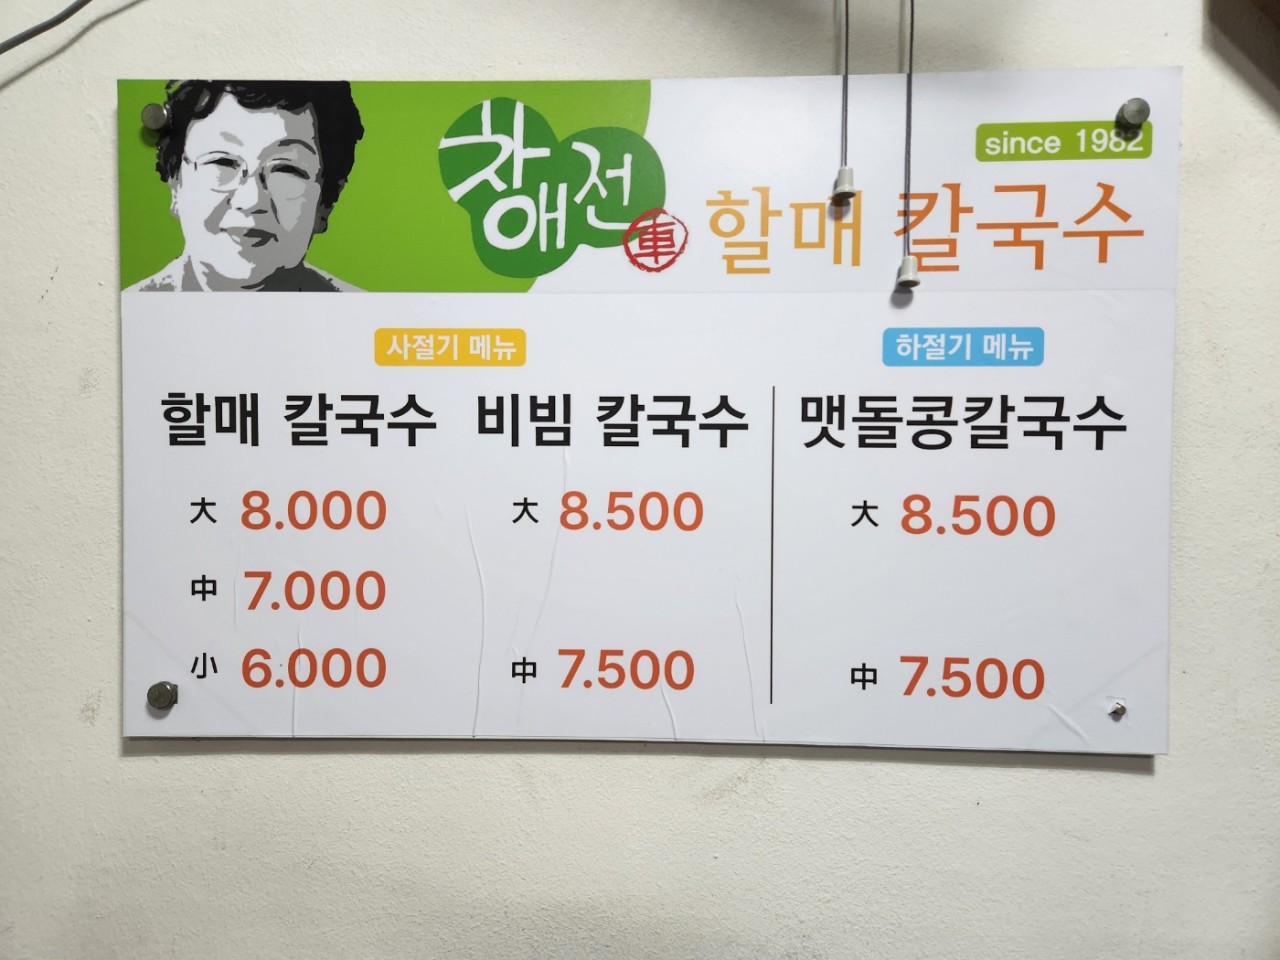 차애전 車 할매 칼국수
since 1982
사절기 메뉴
하절기 메뉴
할매 칼국수 비빔 칼국수 맷돌콩칼국수
大 8.000 大 8.500 大 8.500
中 7.000
小 6.000 中 7.500 中 7.500